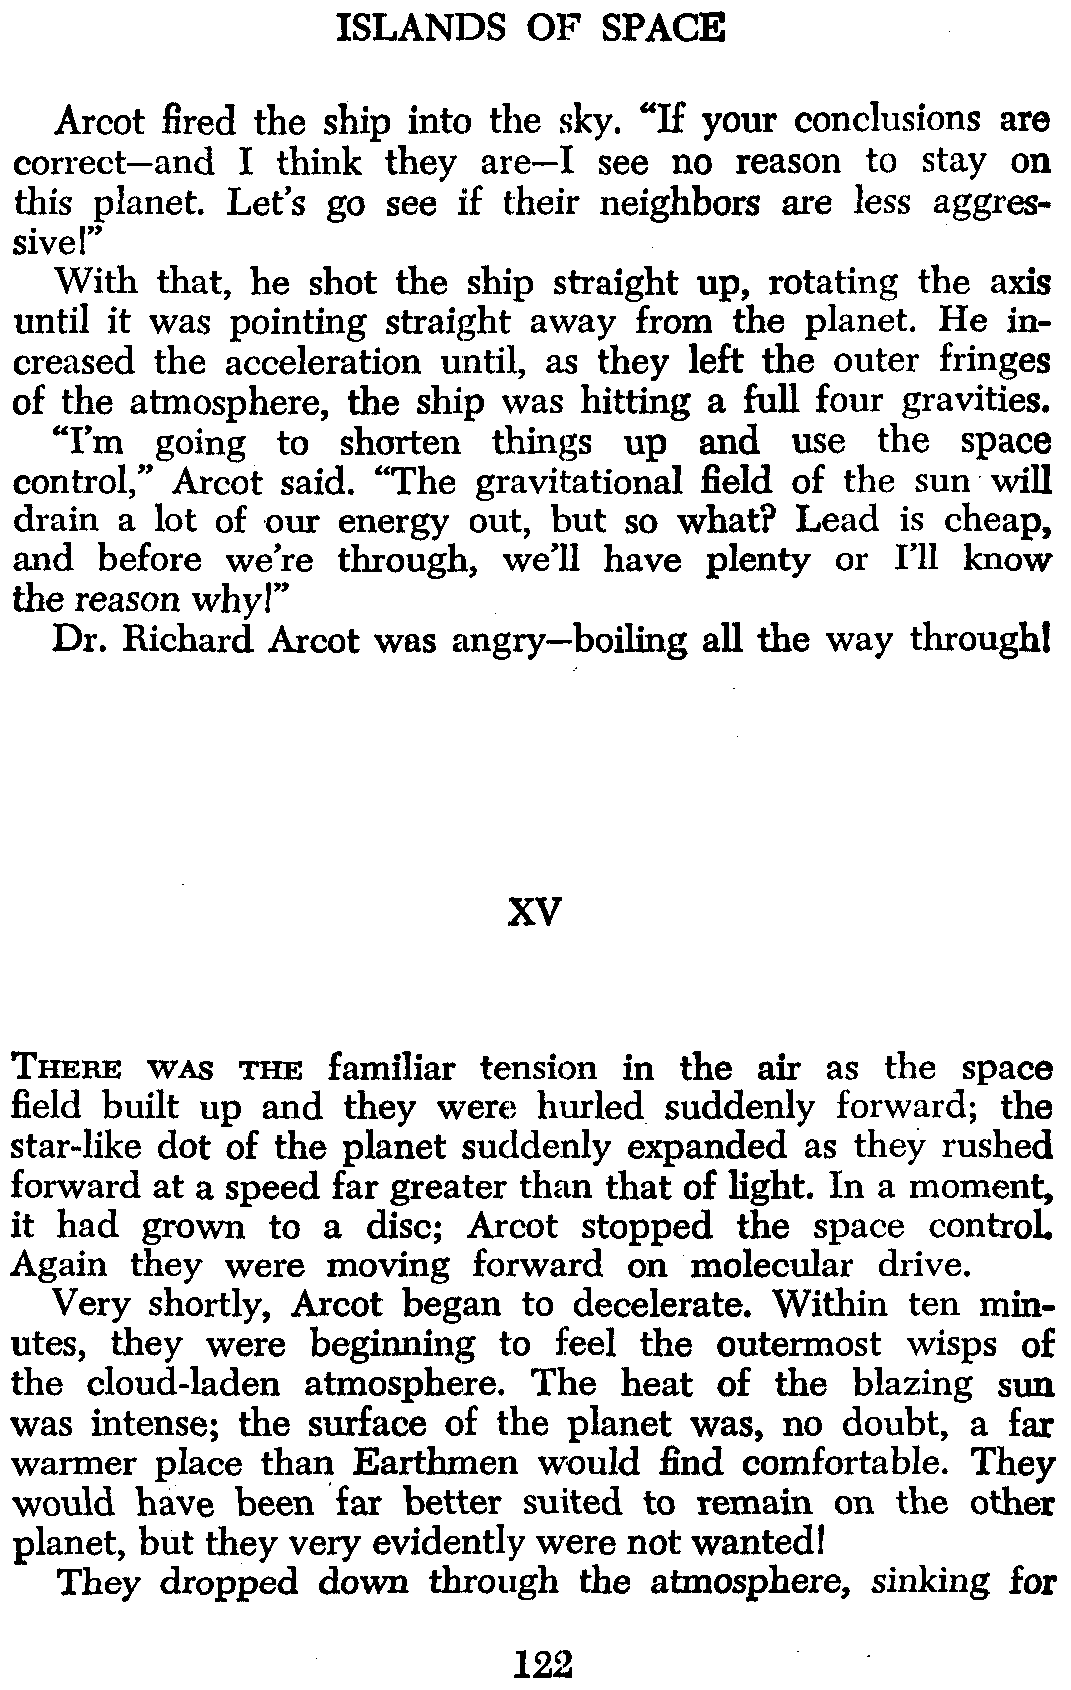 ISLANDS OF SPACE
Arcot fired the ship into the sky. “If your conclusions are
correct—and I think they are—I see no reason to stay on
this planet. Let’s go see if their neighbors are less aggres-
sive!”
With that, he shot the ship straight up, rotating the axis
until it was pointing straight away from the planet. He in-
creased the acceleration until, as they left the outer fringes
of the atmosphere, the ship was hitting a full four gravities.
“I’m going to shorten things up and use the space
control,” Arcot said. “The gravitational field of the sun will
drain a lot of our energy out, but so what? Lead is cheap,
and before we’re through, we’ll have plenty or I’ll know
the reason why!”
Dr. Richard Arcot was angry—boiling all the way through!
XV
THERE WAS THE familiar tension in the air as the space
field built up and they were hurled suddenly forward; the
star-like dot of the planet suddenly expanded as they rushed
forward at a speed far greater than that of light. In a moment,
it had grown to a disc; Arcot stopped the space control.
Again they were moving forward on molecular drive.
Very shortly, Arcot began to decelerate. Within ten min-
utes, they were beginning to feel the outermost wisps of
the cloud-laden atmosphere. The heat of the blazing sun
was intense; the surface of the planet was, no doubt, a far
warmer place than Earthmen would find comfortable. They
would have been far better suited to remain on the other
planet, but they very evidently were not wanted!
They dropped down through the atmosphere, sinking for
122